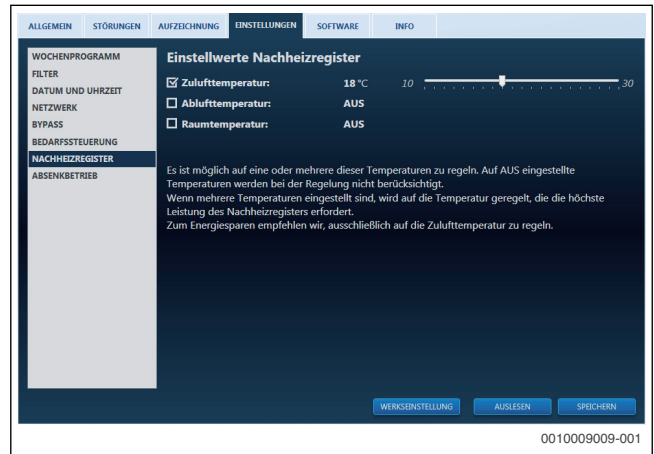 ALLGEMEIN STÖRUNGEN AUFZEICHNUNG EINSTELLUNGEN SOFTWARE INFO
WOCHENPROGRAMM
FILTER
DATUM UND UHRZEIT
NETZWERK
BYPASS
BEDARFSSTEUERUNG
NACHHEIZREGISTER
ABSENKBETRIEB
Einstellwerte Nachheizregister
Zulufttemperatur: 18 °C 10 30
Ablufttemperatur: AUS
Raumtemperatur: AUS
Es ist möglich auf eine oder mehrere dieser Temperaturen zu regeln. Auf AUS eingestellte
Temperaturen werden bei der Regelung nicht berücksichtigt.
Wenn mehrere Temperaturen eingestellt sind, wird auf die Temperatur geregelt, die die höchste
Leistung des Nachheizregisters erfordert.
Zum Energiesparen empfehlen wir, ausschließlich auf die Zulufttemperatur zu regeln.
WERKSEINSTELLUNG AUSLESEN SPEICHERN
0010009009-001